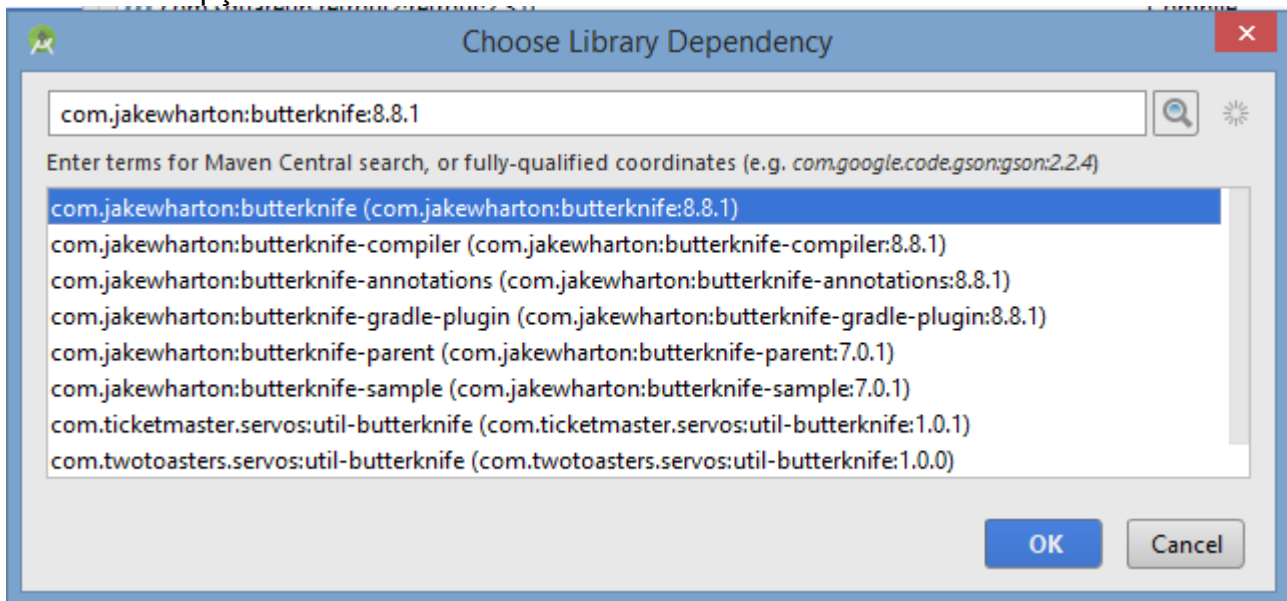 Choose Library Dependency
com.jakewharton:butterknife:8.8.1
Enter terms for Maven Central search, or fully-qualified coordinates (e.g. com.google.code.gson:gson:2.2.4)
com.jakewharton:butterknife (com.jakewharton:butterknife:8.8.1)
com.jakewharton:butterknife-compiler (com.jakewharton:butterknife-compiler:8.8.1)
com.jakewharton:butterknife-annotations (com.jakewharton:butterknife-annotations:8.8.1)
com.jakewharton:butterknife-gradle-plugin (com.jakewharton:butterknife-gradle-plugin:8.8.1)
com.jakewharton:butterknife-parent (com.jakewharton:butterknife-parent:7.0.1)
com.jakewharton:butterknife-sample (com.jakewharton:butterknife-sample:7.0.1)
com.ticketmaster.servos:util-butterknife (com.ticketmaster.servos:util-butterknife:1.0.1)
com.twotoasters.servos:util-butterknife (com.twotoasters.servos:util-butterknife:1.0.0)
OK Cancel